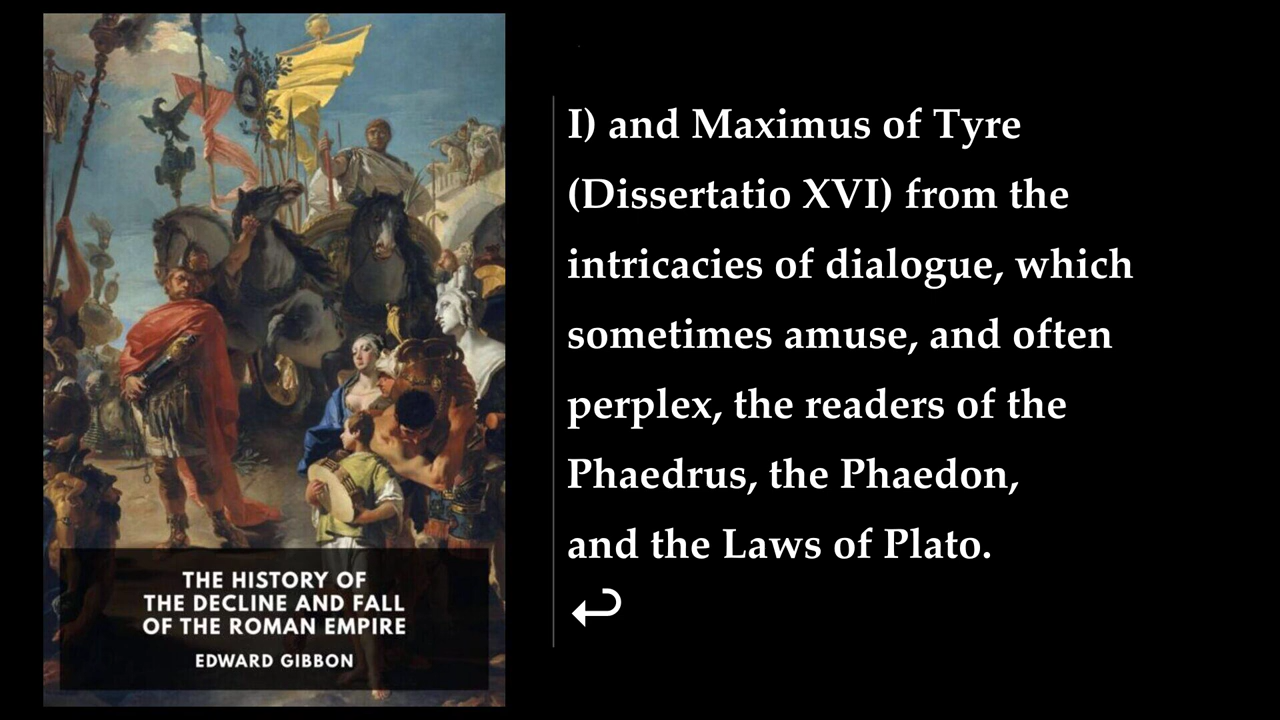 THE HISTORY OF
THE DECLINE AND FALL
OF THE ROMAN EMPIRE
EDWARD GIBBON
I) and Maximus of Tyre
(Dissertatio XVI) from the
intricacies of dialogue, which
sometimes amuse, and often
perplex, the readers of the
Phaedrus, the Phaedon,
and the Laws of Plato.
↩